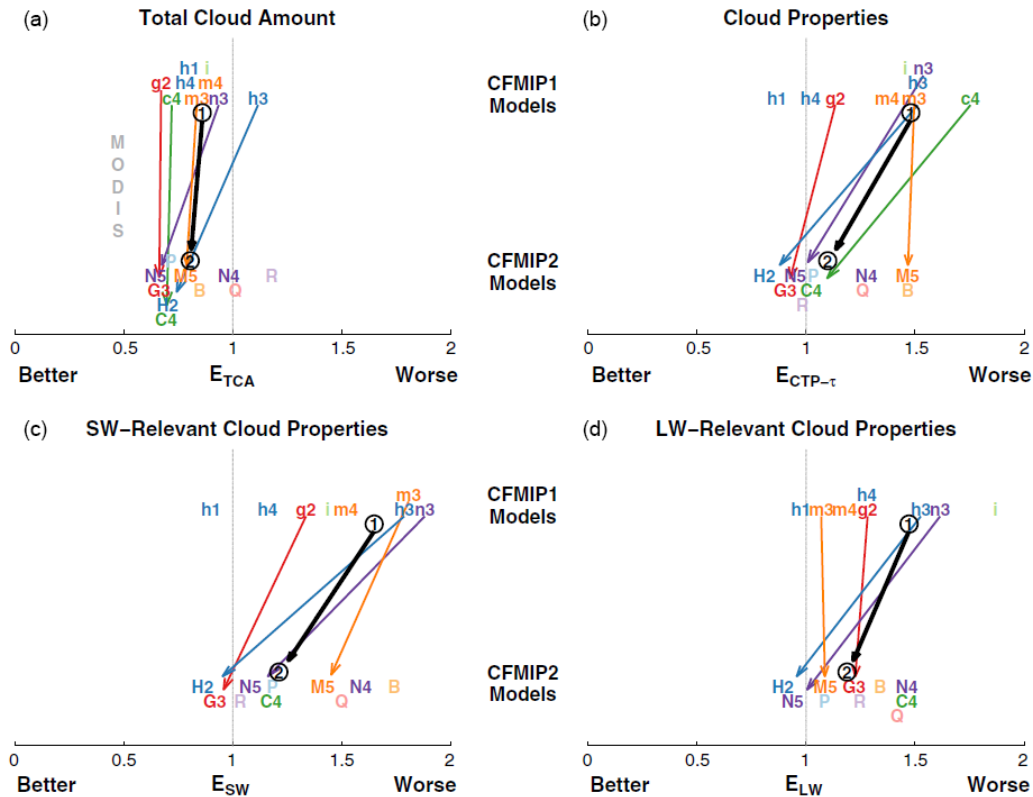 (a) Total Cloud Amount
h1 i
g2 h4 m4
c4 m3 n3 h3
1
M
O
D
I
S
P 2
N5 M5 N4 R
G3 B Q
H2
C4
0 0.5 1 1.5 2
Better E_TCA Worse
CFMIP1
Models
CFMIP2
Models
(b) Cloud Properties
i n3
h3
h1 h4 g2 m4 m3 c4
1
2
H2 N5 P N4 M5
G3 C4 Q B
R
0 0.5 1 1.5 2
Better E_CTP−τ Worse
(c) SW−Relevant Cloud Properties
m3
h1 h4 g2 i m4 h3 n3
1
2
H2 N5 P M5 N4 B
G3 R C4 Q
0 0.5 1 1.5 2
Better E_SW Worse
CFMIP1
Models
CFMIP2
Models
(d) LW−Relevant Cloud Properties
h4
h1 m3 m4 g2 h3 n3 i
1
2
H2 M5 G3 B N4
N5 P R C4
Q
0 0.5 1 1.5 2
Better E_LW Worse